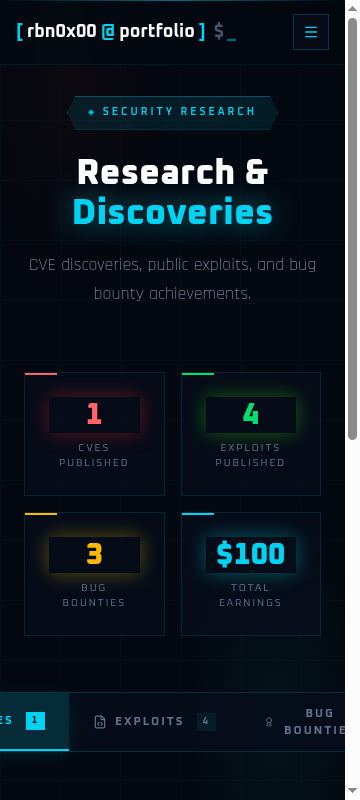 [ rbn0x00 @ portfolio ] $ _
◈ SECURITY RESEARCH
Research &
Discoveries
CVE discoveries, public exploits, and bug
bounty achievements.
1
CVES
PUBLISHED
4
EXPLOITS
PUBLISHED
3
BUG
BOUNTIES
$100
TOTAL
EARNINGS
ES 1
EXPLOITS 4
BUG
BOUNTIE